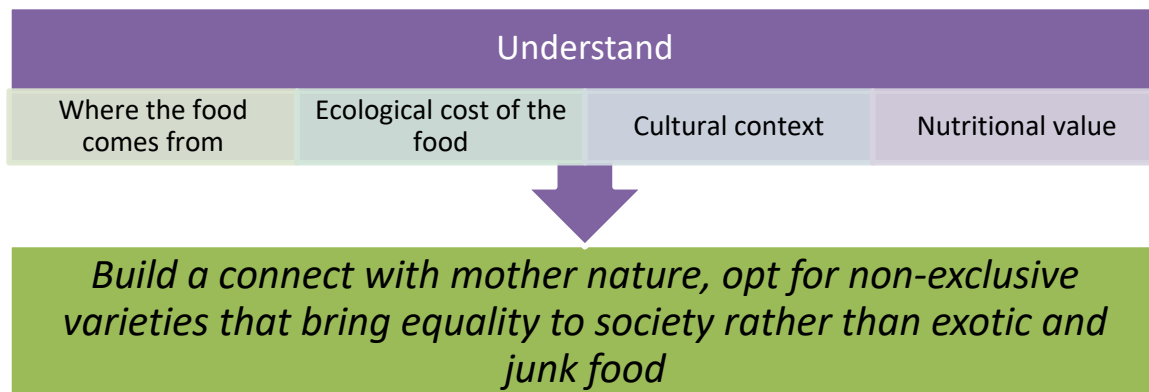 Understand
Where the food
comes from
Ecological cost of the
food
Cultural context
Nutritional value
Build a connect with mother nature, opt for non-exclusive
varieties that bring equality to society rather than exotic and
junk food